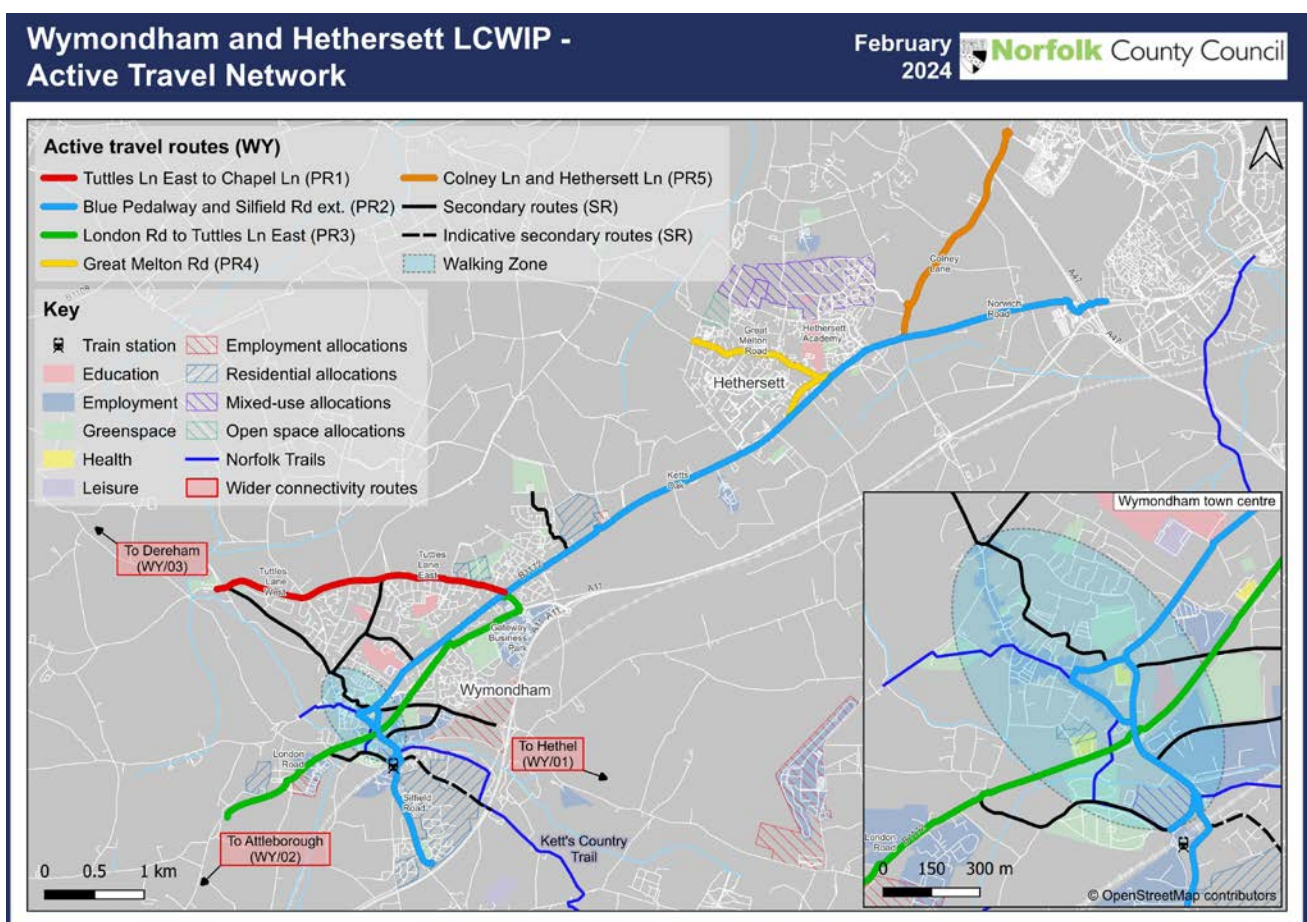 Wymondham and Hethersett LCWIP -
Active Travel Network
February
2024
Norfolk County Council
Active travel routes (WY)
Tuttles Ln East to Chapel Ln (PR1)
Blue Pedalway and Silfield Rd ext. (PR2)
London Rd to Tuttles Ln East (PR3)
Great Melton Rd (PR4)
Colney Ln and Hethersett Ln (PR5)
Secondary routes (SR)
Indicative secondary routes (SR)
Walking Zone
B1108
Key
Train station
Education
Employment
Greenspace
Health
Leisure
Employment allocations
Residential allocations
Mixed-use allocations
Open space allocations
Norfolk Trails
Wider connectivity routes
Colney
Lane
A47
Norwich
Road
A47
Great
Melton
Road
Hethersett
Academy
Hethersett
Ketts
Oak
To Dereham
(WY/03)
Tuttles
Lane
West
Tuttles
Lane
East
B1172
A11
A11
Gateway
Business
Park
Wymondham
London
Road
To Hethel
(WY/01)
Silfield
Road
To Attleborough
(WY/02)
Kett's Country
Trail
0 0.5 1 km
Wymondham town centre
London
Road
B1172
0 150 300 m
© OpenStreetMap contributors